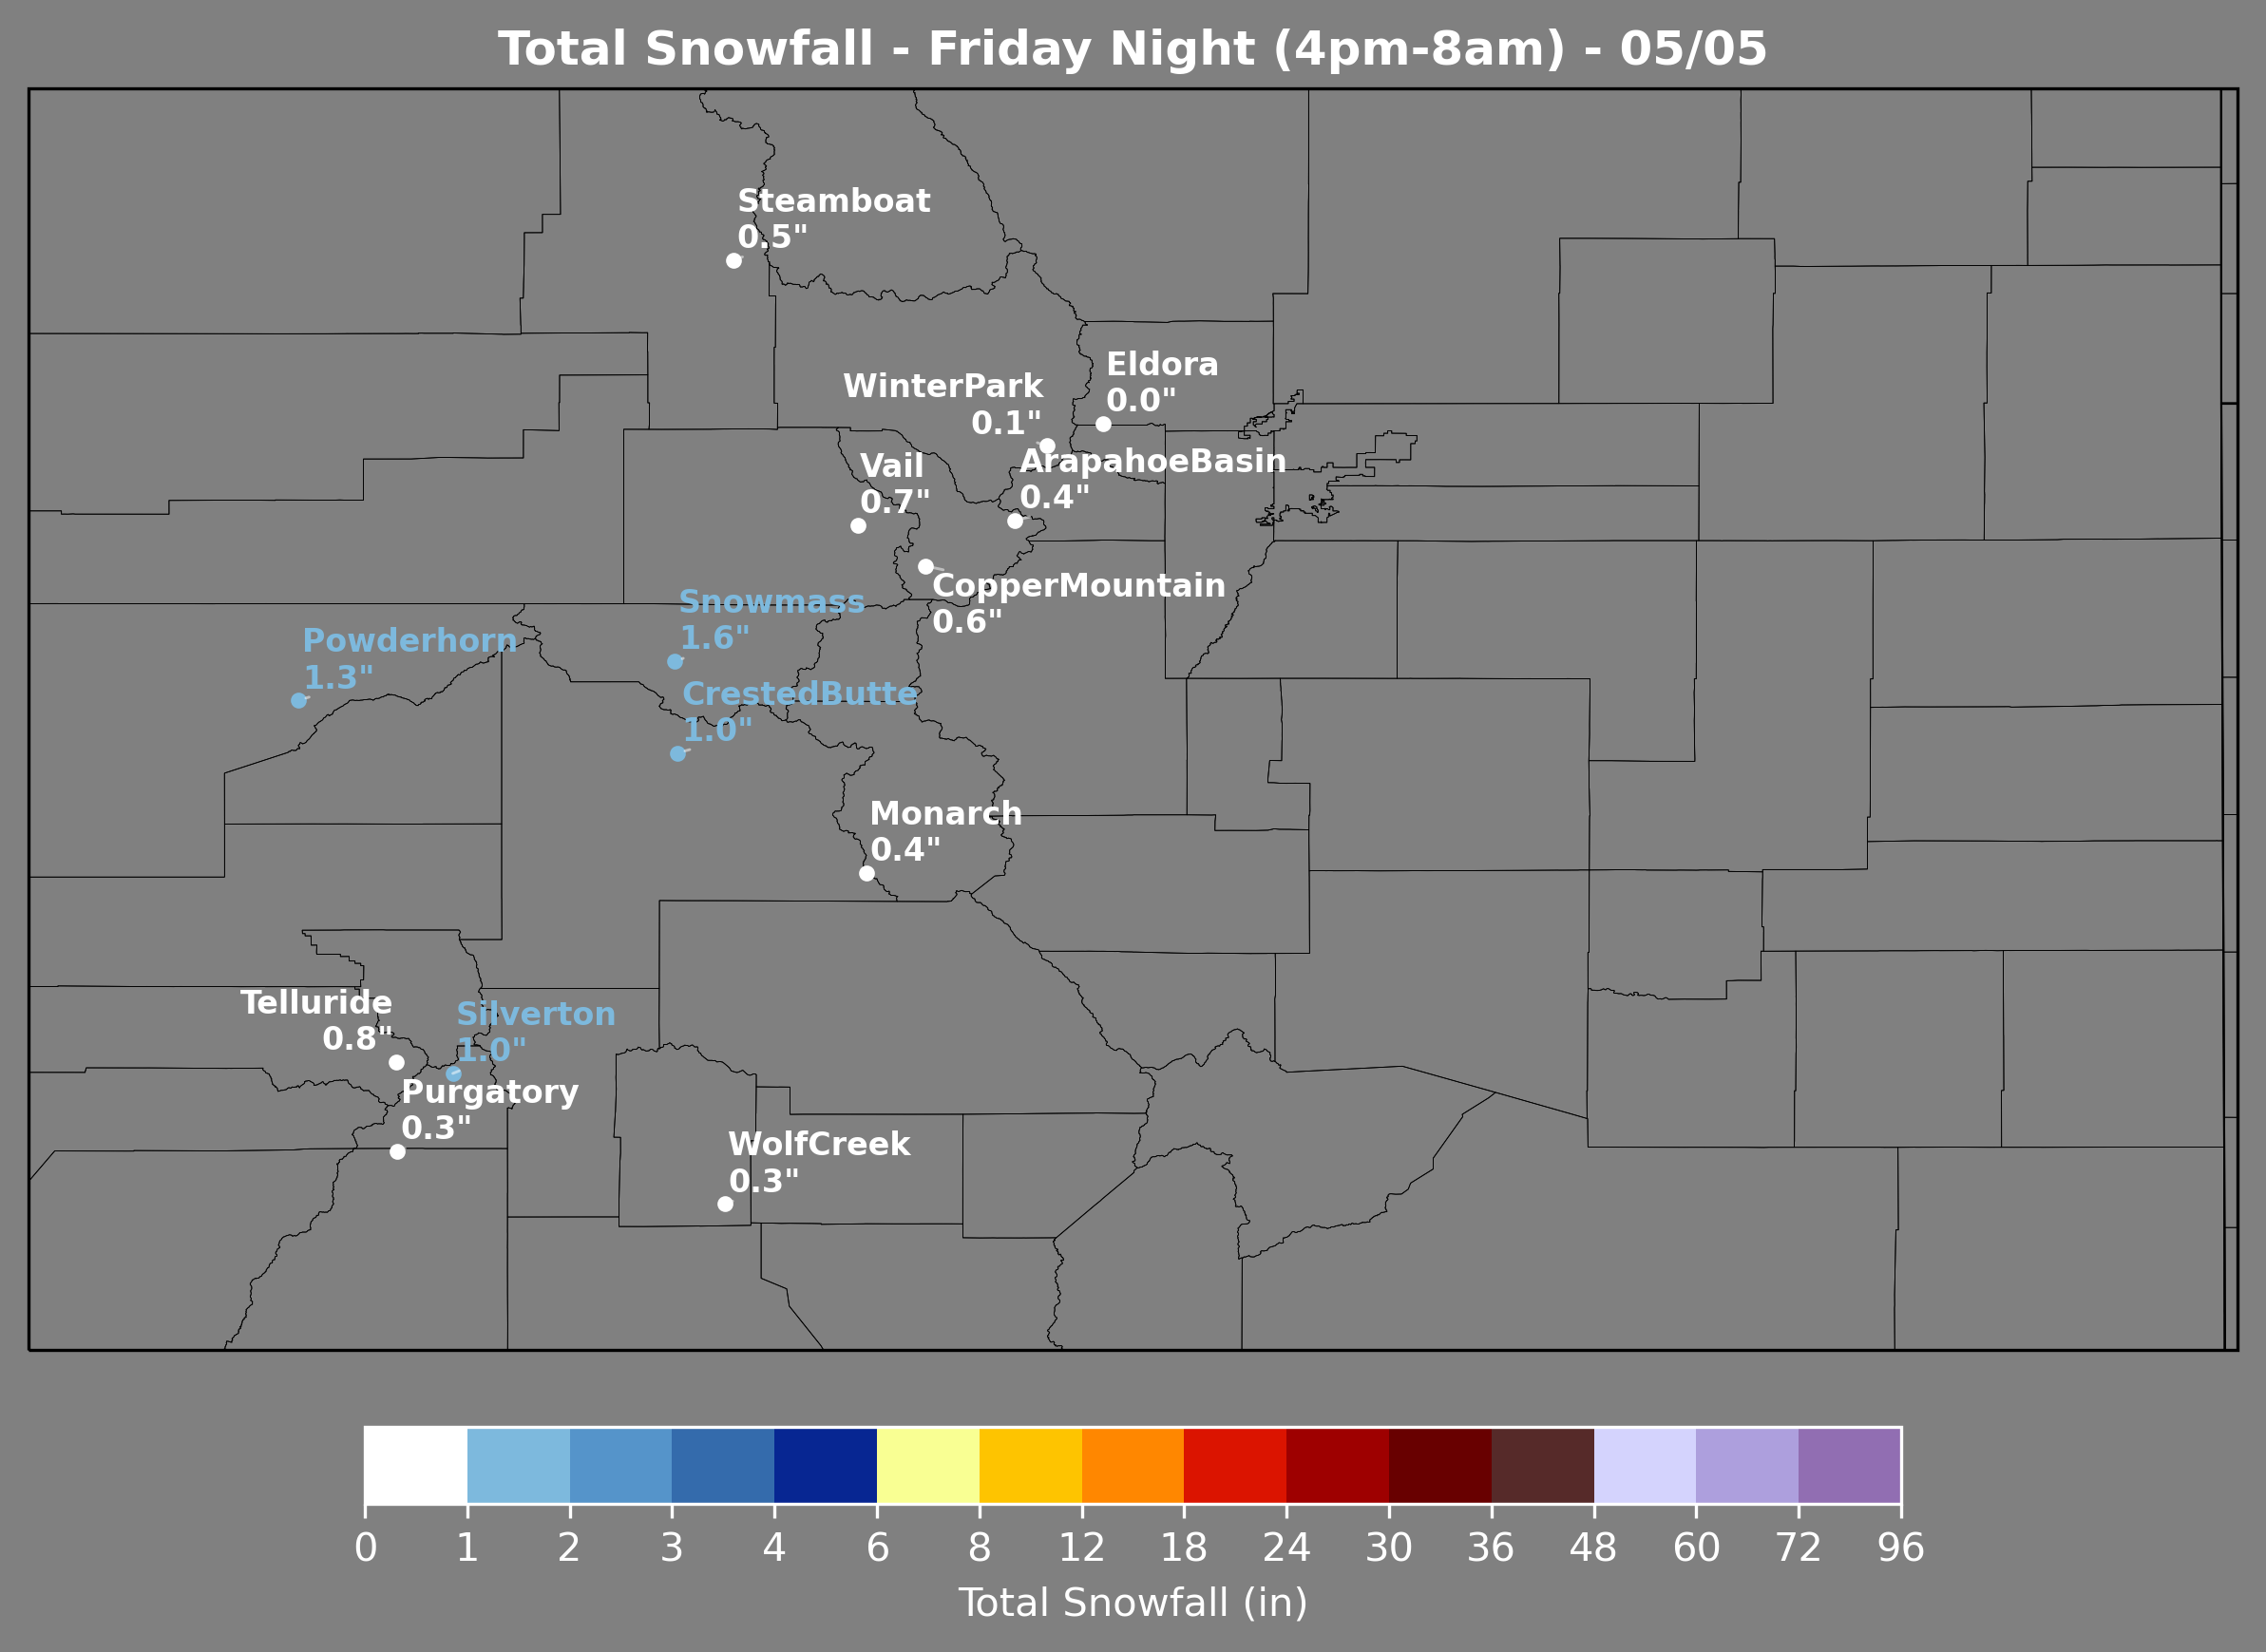 Total Snowfall - Friday Night (4pm-8am) - 05/05
Steamboat
0.5"
Eldora
0.0"
WinterPark
0.1"
ArapahoeBasin
0.4"
Vail
0.7"
CopperMountain
0.6"
Snowmass
1.6"
Powderhorn
1.3"
CrestedButte
1.0"
Monarch
0.4"
Telluride
0.8"
Silverton
1.0"
Purgatory
0.3"
WolfCreek
0.3"
0 1 2 3 4 6 8 12 18 24 30 36 48 60 72 96
Total Snowfall (in)